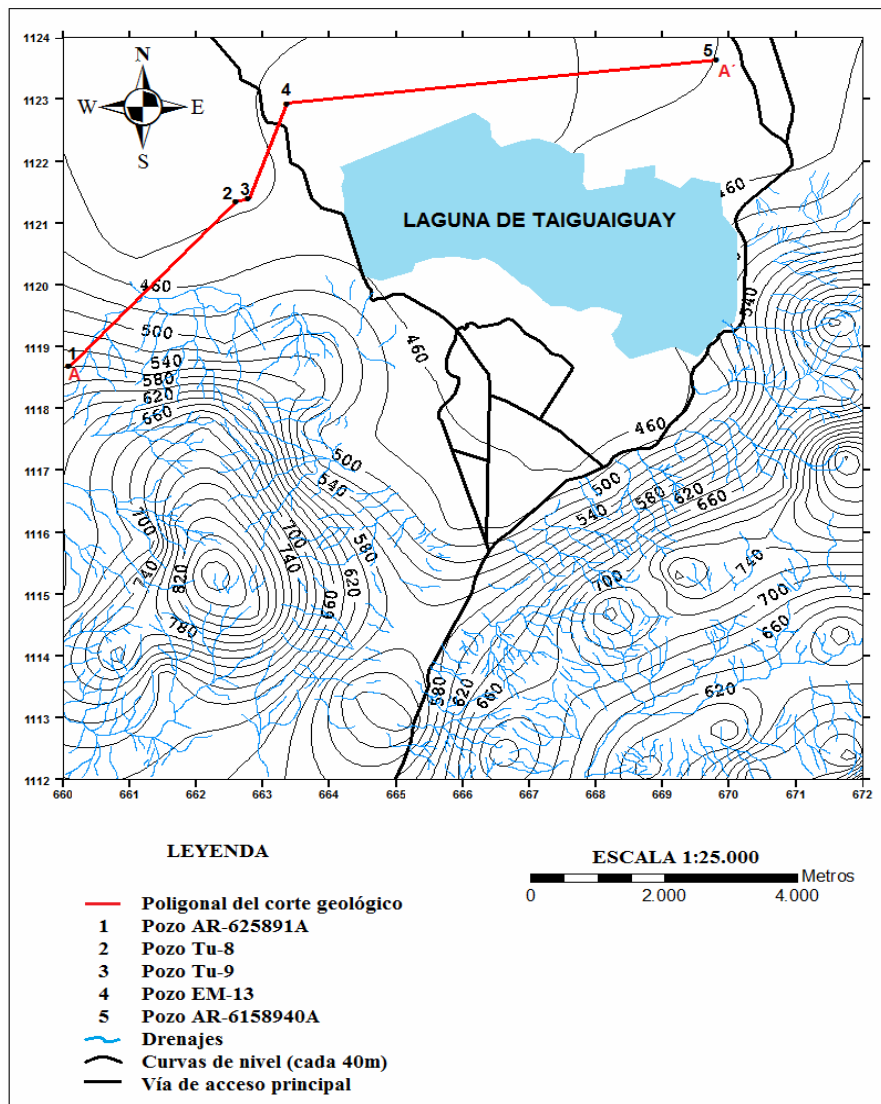 1124
1123
1122
1121
1120
1119
1118
1117
1116
1115
1114
1113
1112
660 661 662 663 664 665 666 667 668 669 670 671 672
N
W E
S
1
A
2
3
4
5
A´
LAGUNA DE TAIGUAIGUAY
460
460
540
460
500
540
580
620
660
460
460
500
540
580
500
540
580
620
660
700
740
820
780
700
740
620
660
700
740
700
660
620
580
620
660
LEYENDA
Poligonal del corte geológico
1 Pozo AR-625891A
2 Pozo Tu-8
3 Pozo Tu-9
4 Pozo EM-13
5 Pozo AR-6158940A
Drenajes
Curvas de nivel (cada 40m)
Vía de acceso principal
ESCALA 1:25.000
Metros
0 2.000 4.000